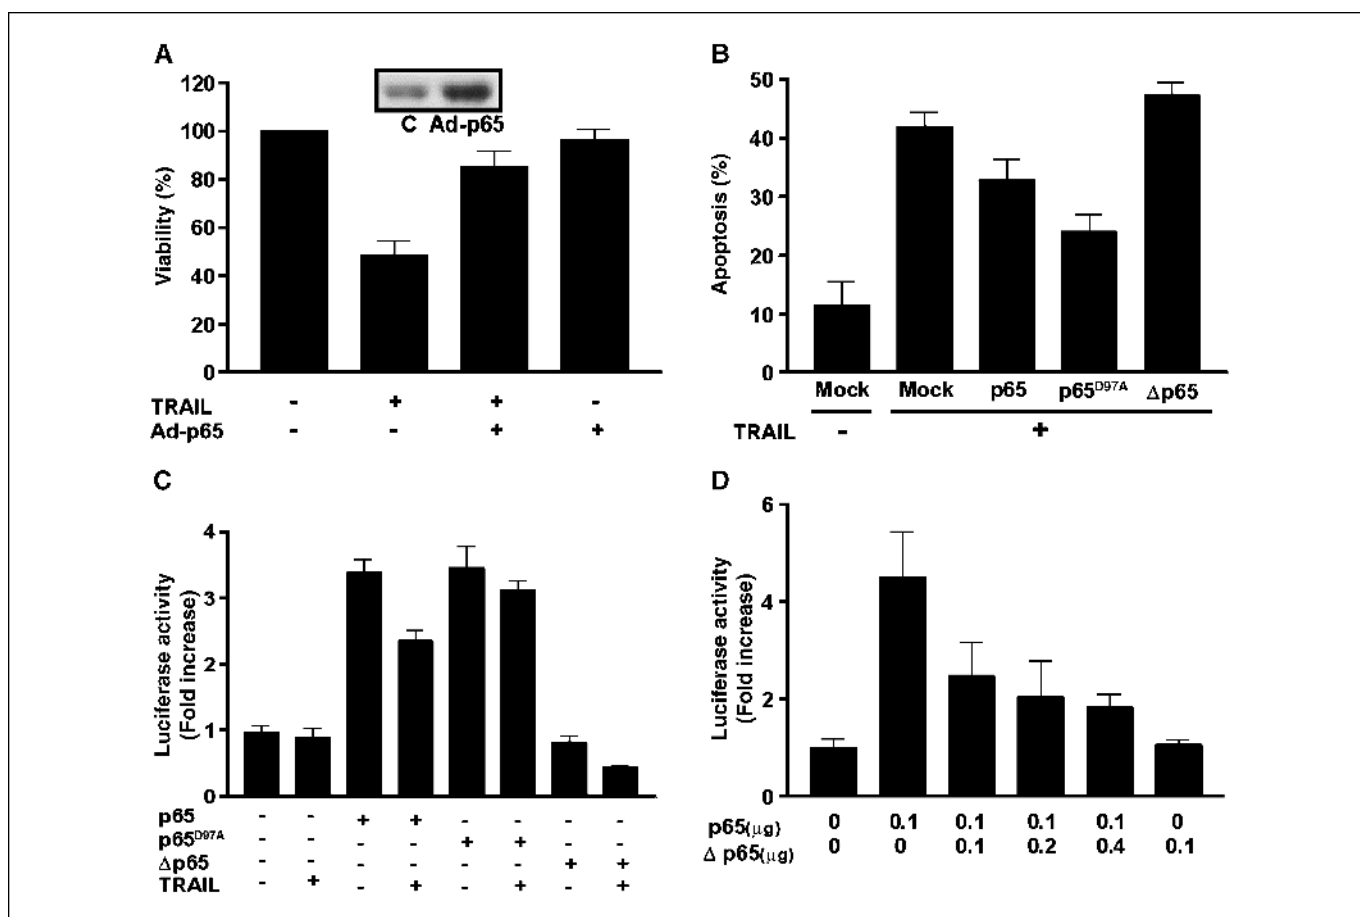 A
120
100
80
60
40
20
0
Viability (%)
C Ad-p65
TRAIL - + + -
Ad-p65 - - + +
B
50
40
30
20
10
0
Apoptosis (%)
Mock Mock p65 p65D97A Δp65
TRAIL - +
C
4
3
2
1
0
Luciferase activity
(Fold increase)
p65 - - + + - - - -
p65D97A - - - - + + - -
Δp65 - - - - - - + +
TRAIL - + - + - + - +
D
6
4
2
0
Luciferase activity
(Fold increase)
p65(μg) 0 0.1 0.1 0.1 0.1 0
Δ p65(μg) 0 0 0.1 0.2 0.4 0.1